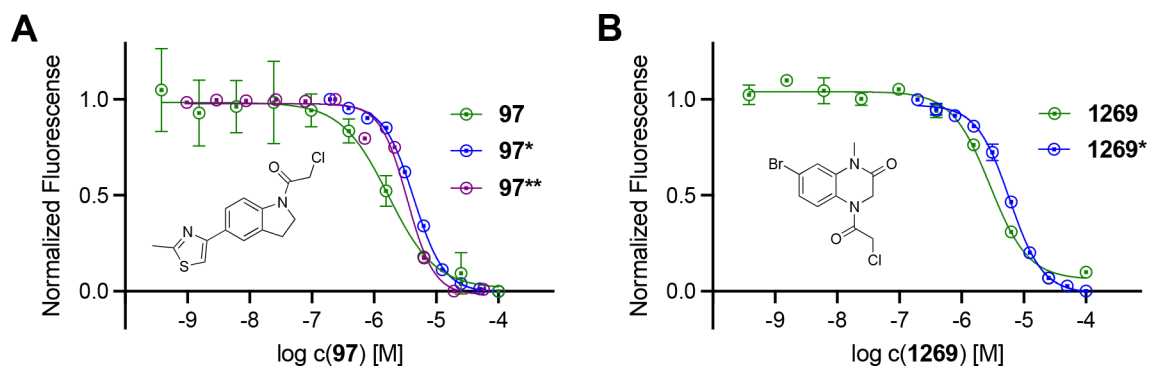 A
Normalized Fluorescense
1.0
0.5
0.0
-9 -8 -7 -6 -5 -4
log c(97) [M]
97
97*
97**
O
Cl
N
N
S
B
Normalized Fluorescense
1.0
0.5
0.0
-9 -8 -7 -6 -5 -4
log c(1269) [M]
1269
1269*
Br
N
O
N
O
Cl